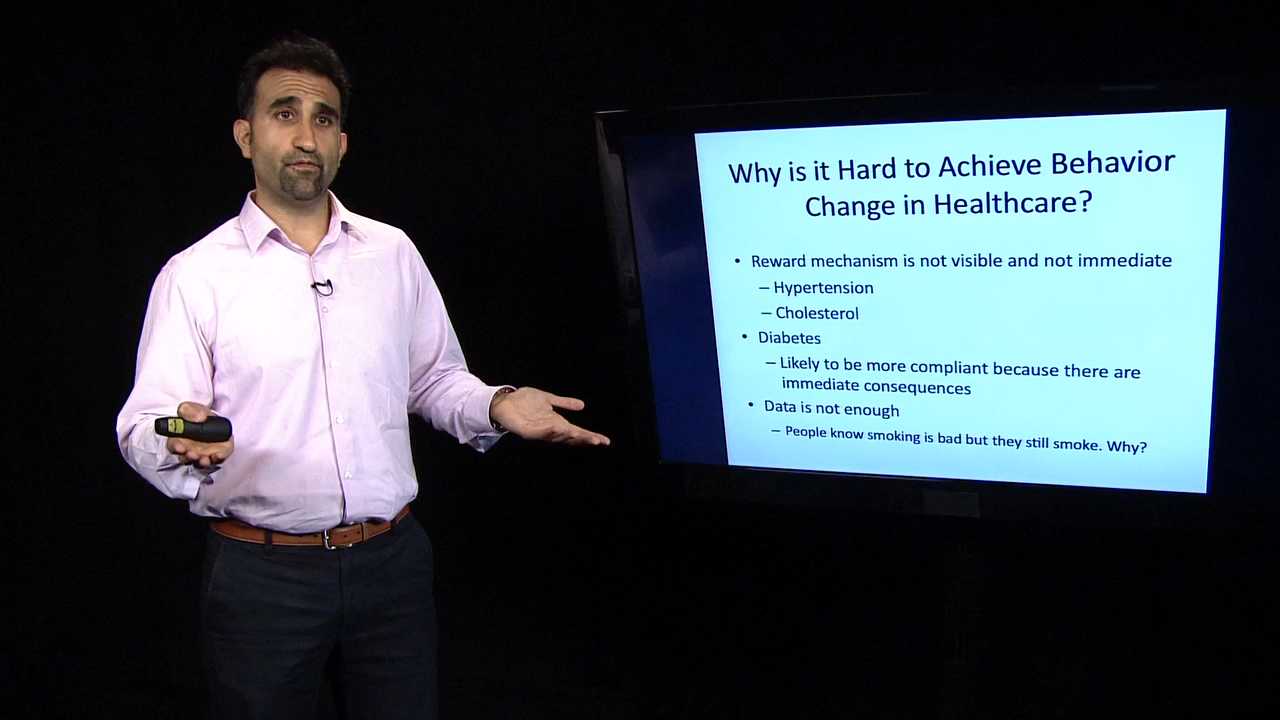 Why is it Hard to Achieve Behavior
Change in Healthcare?
• Reward mechanism is not visible and not immediate
– Hypertension
– Cholesterol
• Diabetes
– Likely to be more compliant because there are
immediate consequences
• Data is not enough
– People know smoking is bad but they still smoke. Why?